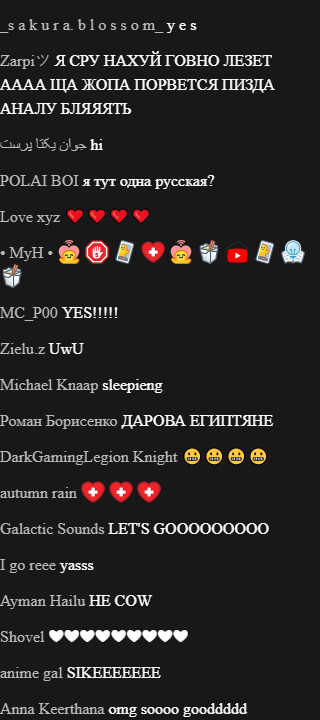 _s a k u r a. b l o s s o m_ y e s
Zarpiツ Я СРУ НАХУЙ ГОВНО ЛЕЗЕТ
АААА ЩА ЖОПА ПОРВЕТСЯ ПИЗДА
АНАЛУ БЛЯЯЯТЬ
جوان یکتا پرست hi
POLAI BOI я тут одна русская?
Love xyz
• MyH •
MC_P00 YES!!!!!
Zielu.z UwU
Michael Knaap sleepieng
Роман Борисенко ДАРОВА ЕГИПТЯНЕ
DarkGamingLegion Knight 😬😬😬😬
autumn rain
Galactic Sounds LET'S GOOOOOOOOO
I go reee yasss
Ayman Hailu HE COW
Shovel 🤍🤍🤍🤍🤍🤍🤍🤍🤍
anime gal SIKEEEEEEE
Anna Keerthana omg soooo gooddddd